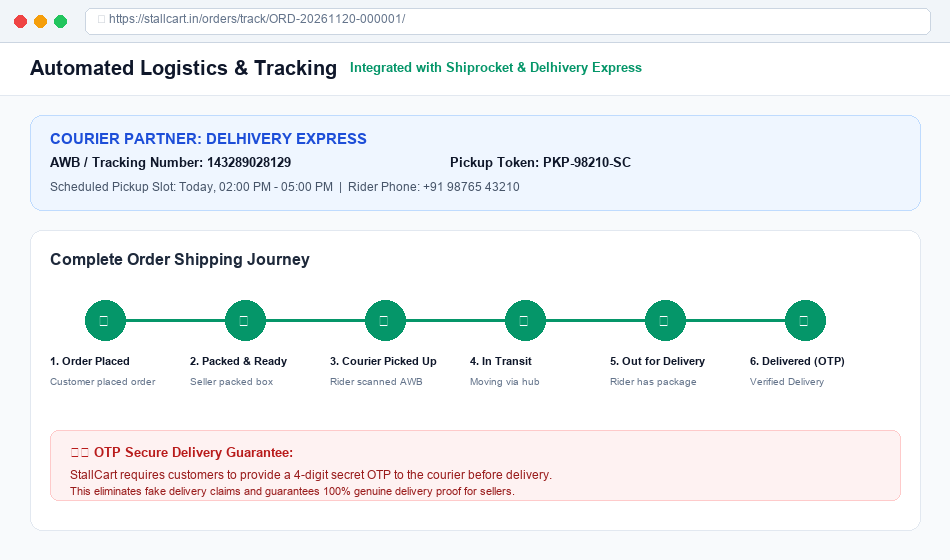 https://stallcart.in/orders/track/ORD-20261120-000001/
Automated Logistics & Tracking Integrated with Shiprocket & Delhivery Express
COURIER PARTNER: DELHIVERY EXPRESS
AWB / Tracking Number: 143289028129 Pickup Token: PKP-98210-SC
Scheduled Pickup Slot: Today, 02:00 PM - 05:00 PM | Rider Phone: +91 98765 43210
Complete Order Shipping Journey
1. Order Placed 2. Packed & Ready 3. Courier Picked Up 4. In Transit 5. Out for Delivery 6. Delivered (OTP)
Customer placed order Seller packed box Rider scanned AWB Moving via hub Rider has package Verified Delivery
OTP Secure Delivery Guarantee:
StallCart requires customers to provide a 4-digit secret OTP to the courier before delivery.
This eliminates fake delivery claims and guarantees 100% genuine delivery proof for sellers.